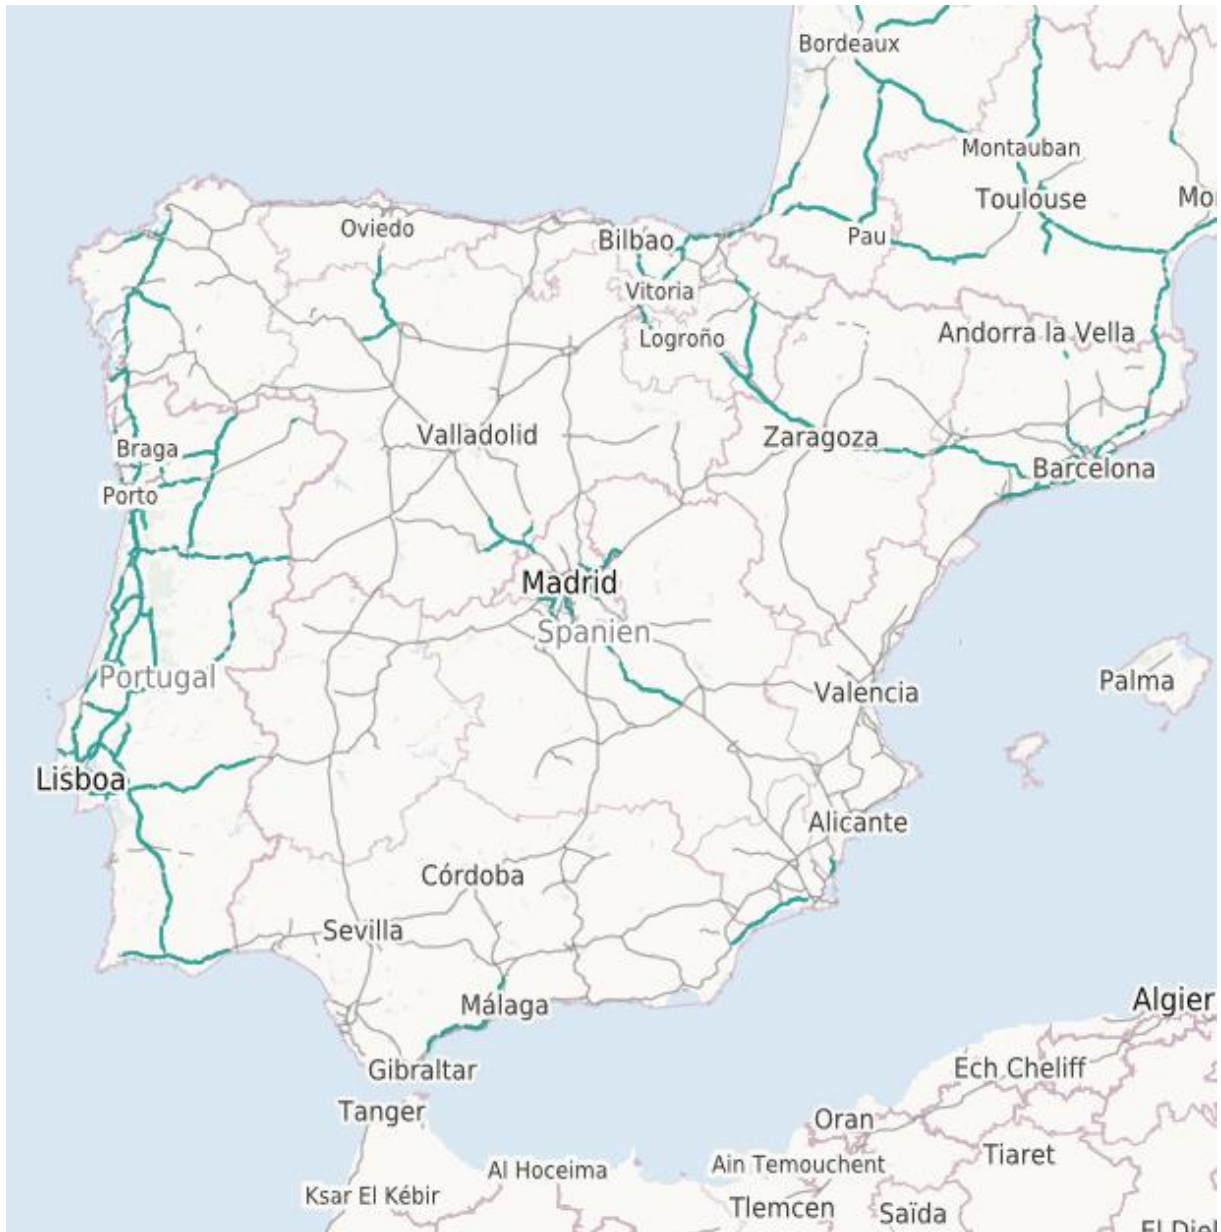 Bordeaux
Montauban
Toulouse
Mo
Oviedo
Bilbao
Pau
Vitoria
Logroño
Andorra la Vella
Braga
Valladolid
Zaragoza
Barcelona
Porto
Madrid
Spanien
Portugal
Valencia
Palma
Lisboa
Alicante
Córdoba
Sevilla
Málaga
Algier
Gibraltar
Ech Cheliff
Tanger
Oran
Tiaret
Al Hoceima
Ain Temouchent
Ksar El Kébir
Tlemcen
Saïda
El Djel